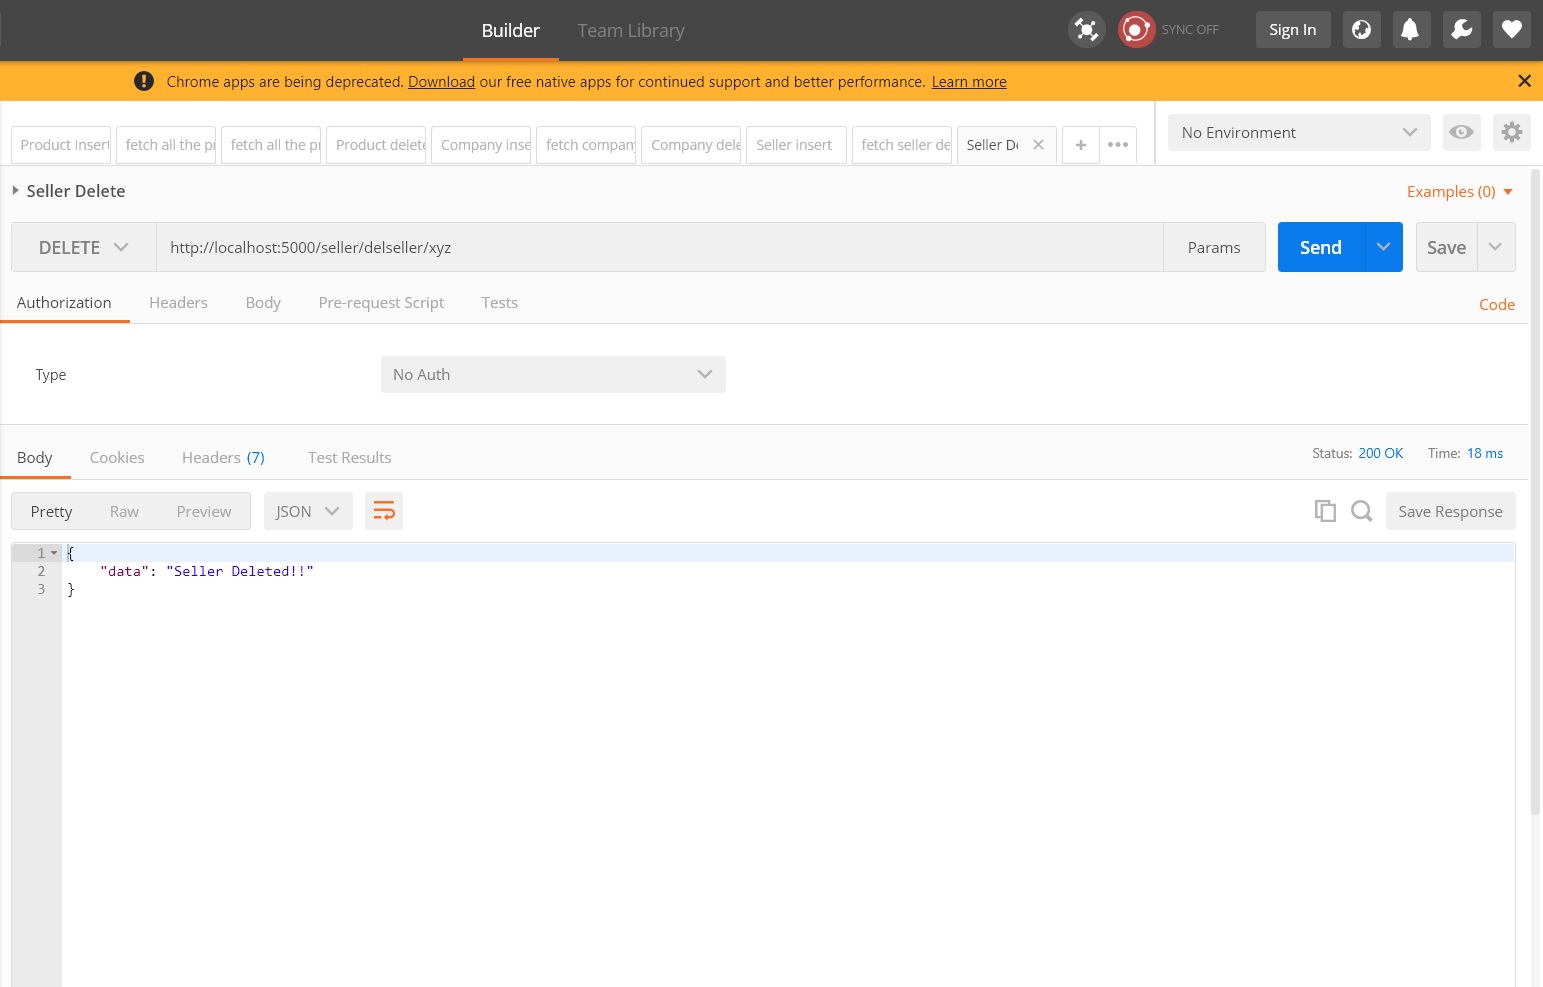 Builder Team Library SYNC OFF Sign In
Chrome apps are being deprecated. Download our free native apps for continued support and better performance. Learn more
Product Insert fetch all the pr fetch all the pr Product delete Company inse fetch company Company dele Seller insert fetch seller de Seller De No Environment
Seller Delete Examples (0)
DELETE http://localhost:5000/seller/delseller/xyz Params Send Save
Authorization Headers Body Pre-request Script Tests Code
Type No Auth
Body Cookies Headers (7) Test Results Status: 200 OK Time: 18 ms
Pretty Raw Preview JSON Save Response
1 {
2 "data": "Seller Deleted!!"
3 }